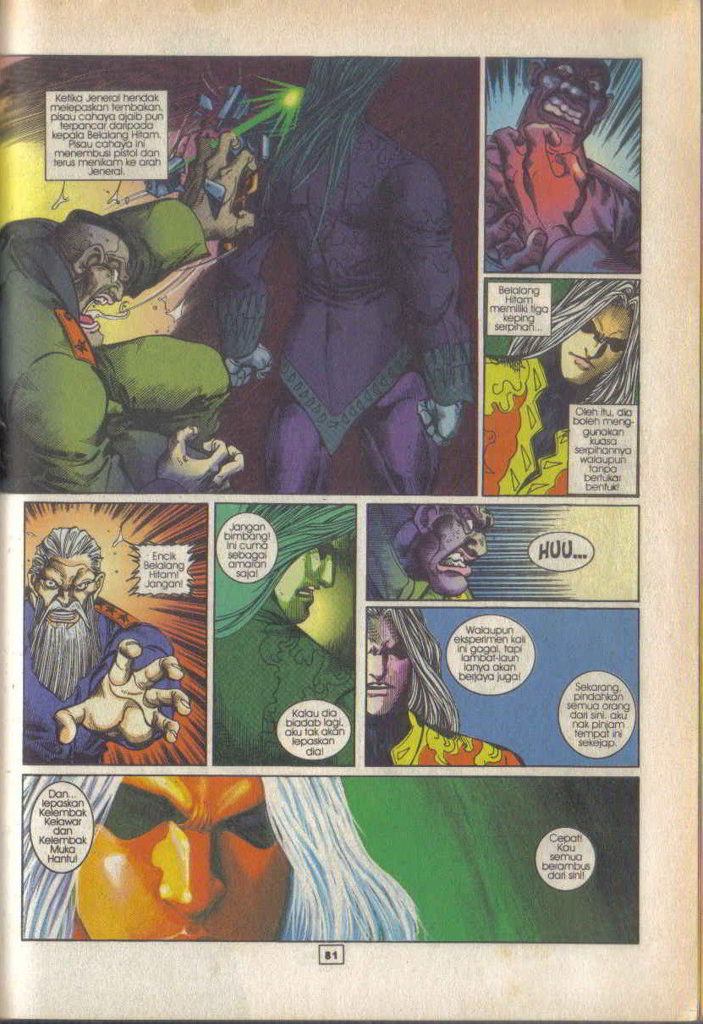 Ketika Jeneral hendak
melepaskan tembakan,
pisau cahaya ajaib pun
terpancar daripada
kepala Belalang Hitam.
Pisau cahaya ini
menembusi pistol dan
terus menikam ke arah
Jeneral.
Belalang
Hitam
memiliki tiga
keping
serpihan...
Oleh itu, dia
boleh meng-
gunakan
kuasa
serpihannya
walaupun
tanpa
bertukar
bentuk!
Encik
Belalang
Hitam!
Jangan!
Jangan
bimbang!
Ini cuma
sebagai
amaran
saja!
Kalau dia
biadab lagi,
aku tak akan
lepaskan
dia!
HUU...
Walaupun
eksperimen kali
ini gagal, tapi
lambat-laun
ianya akan
berjaya juga!
Sekarang,
pindahkan
semua orang
dari sini, aku
nak pinjam
tempat ini
sekejap.
Dan...
lepaskan
Kelembak
Kelawar
dan
Kelembak
Muka
Hantu!
Cepat!
Kau
semua
berambus
dari sini!
81